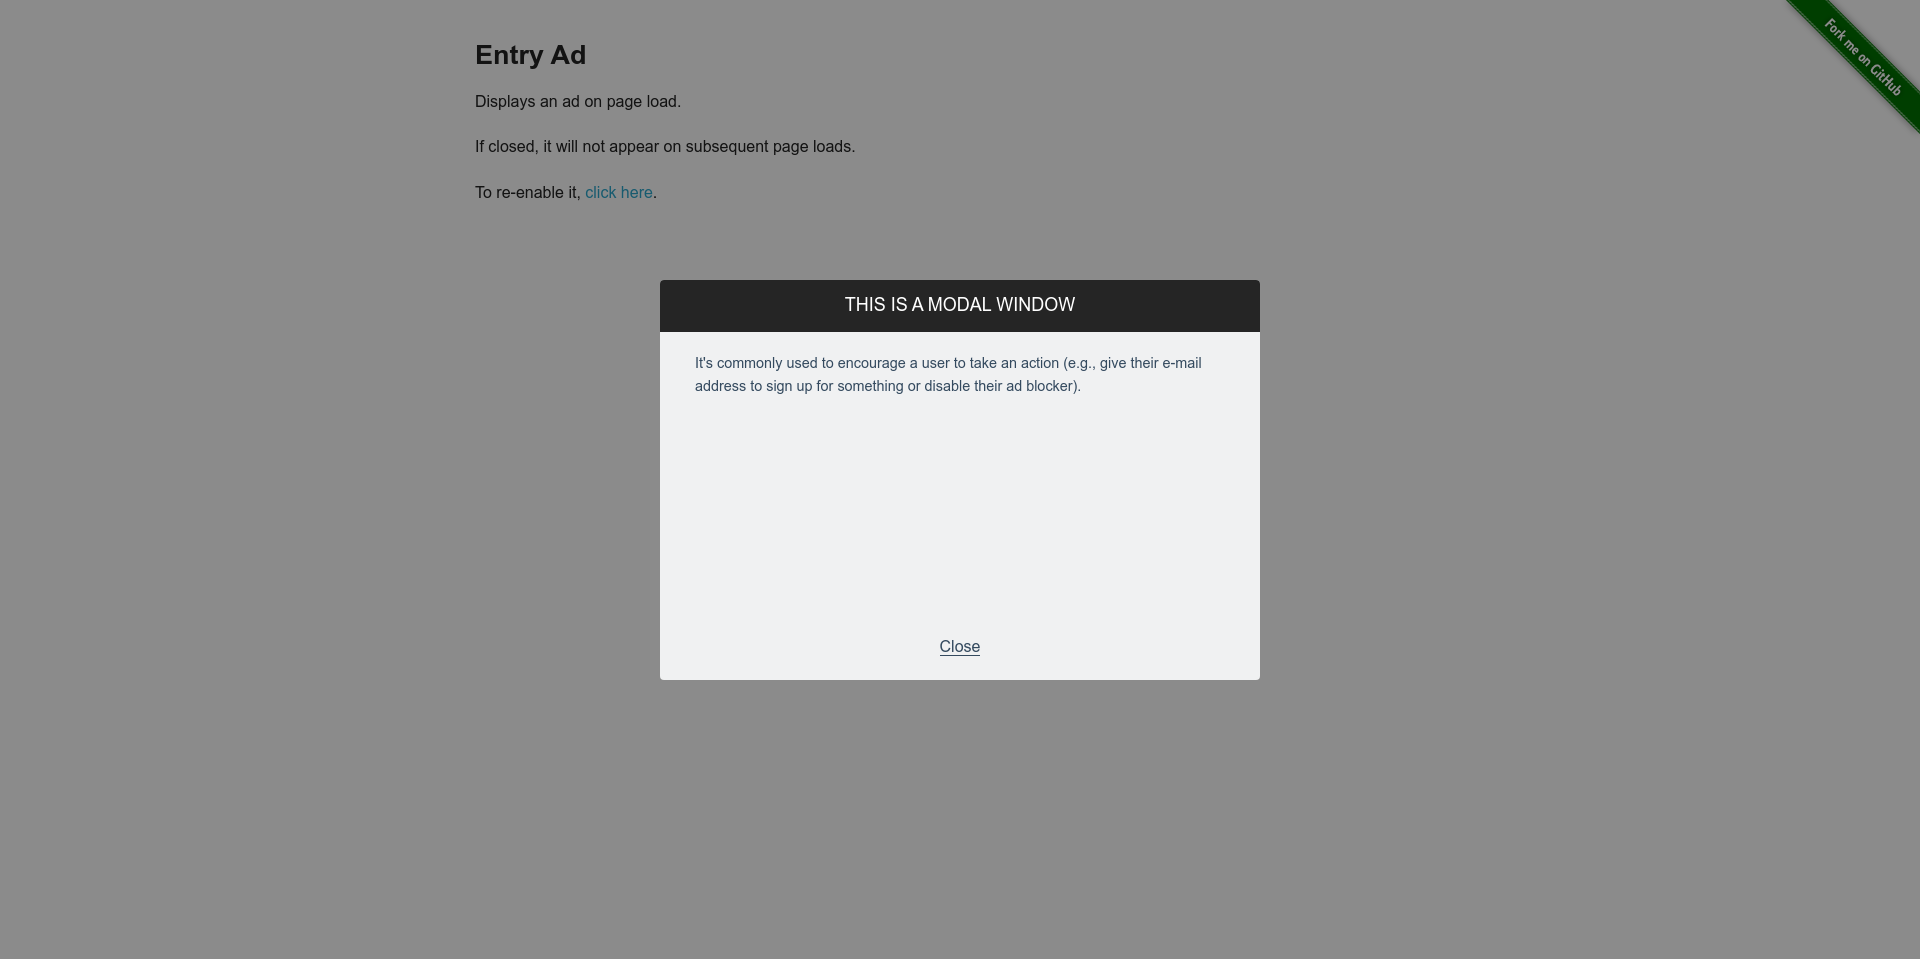 Entry Ad
Displays an ad on page load.
If closed, it will not appear on subsequent page loads.
To re-enable it, click here.
Fork me on GitHub
THIS IS A MODAL WINDOW
It's commonly used to encourage a user to take an action (e.g., give their e-mail
address to sign up for something or disable their ad blocker).
Close